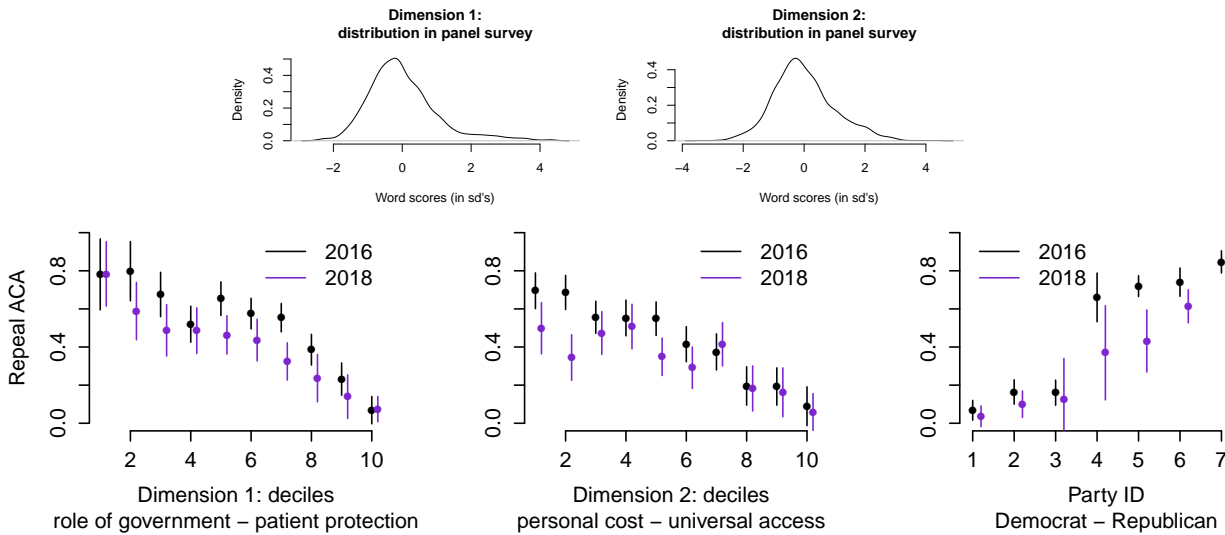 Dimension 1:
distribution in panel survey
Density
0.0 0.2 0.4
−2 0 2 4
Word scores (in sd's)
Dimension 2:
distribution in panel survey
Density
0.0 0.2 0.4
−4 −2 0 2 4
Word scores (in sd's)
Repeal ACA
0.0 0.4 0.8
2016
2018
2 4 6 8 10
Dimension 1: deciles
role of government − patient protection
0.0 0.4 0.8
2016
2018
2 4 6 8 10
Dimension 2: deciles
personal cost − universal access
0.0 0.4 0.8
2016
2018
1 2 3 4 5 6 7
Party ID
Democrat − Republican